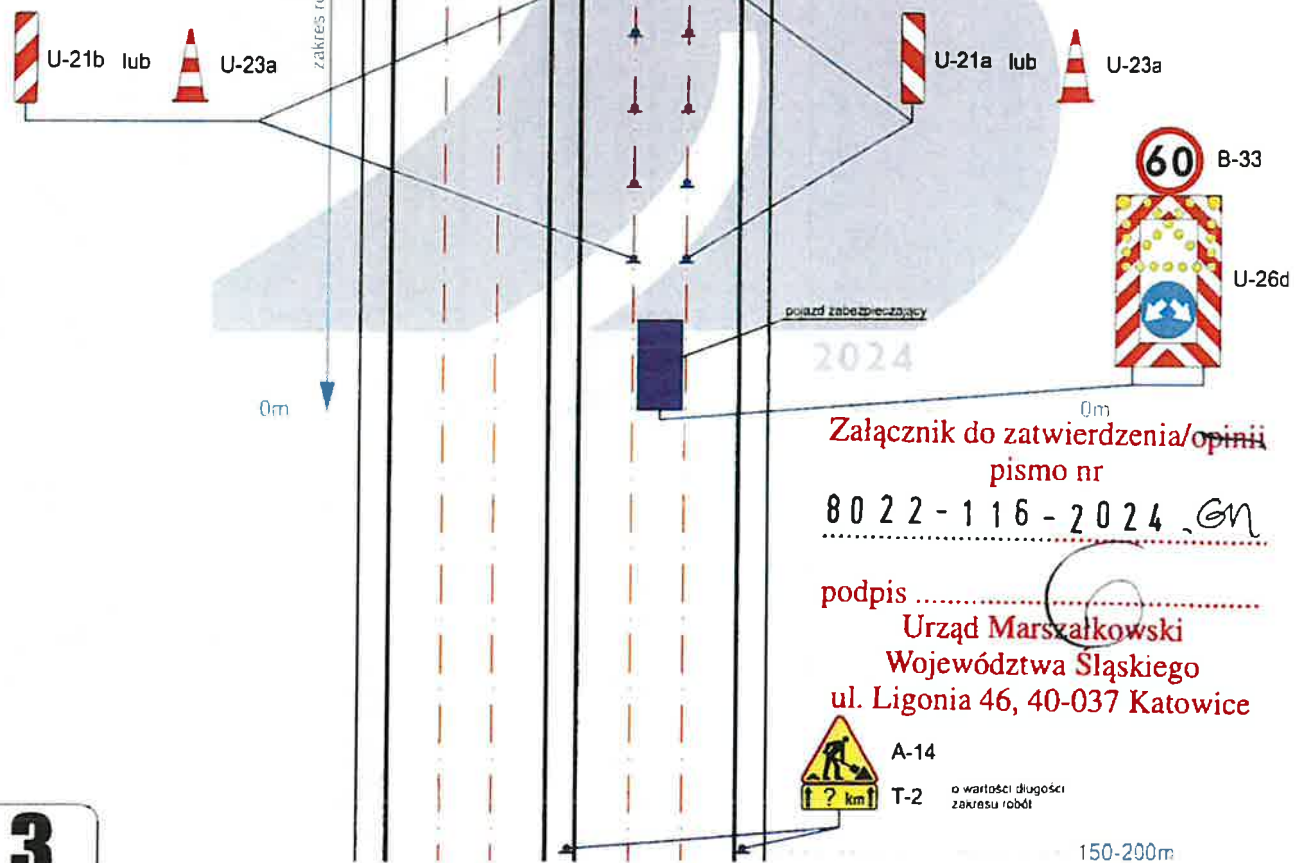 zakres
U-21b lub U-23a
U-21a lub U-23a
60 B-33
U-26d
pojazd zabezpieczający
2024
0m
0m
Załącznik do zatwierdzenia/opinii
pismo nr
8022-116-2024
podpis
Urząd Marszałkowski
Województwa Śląskiego
ul. Ligonia 46, 40-037 Katowice
A-14
? km T-2 o wartości długości
zakresu robót
3
150-200m